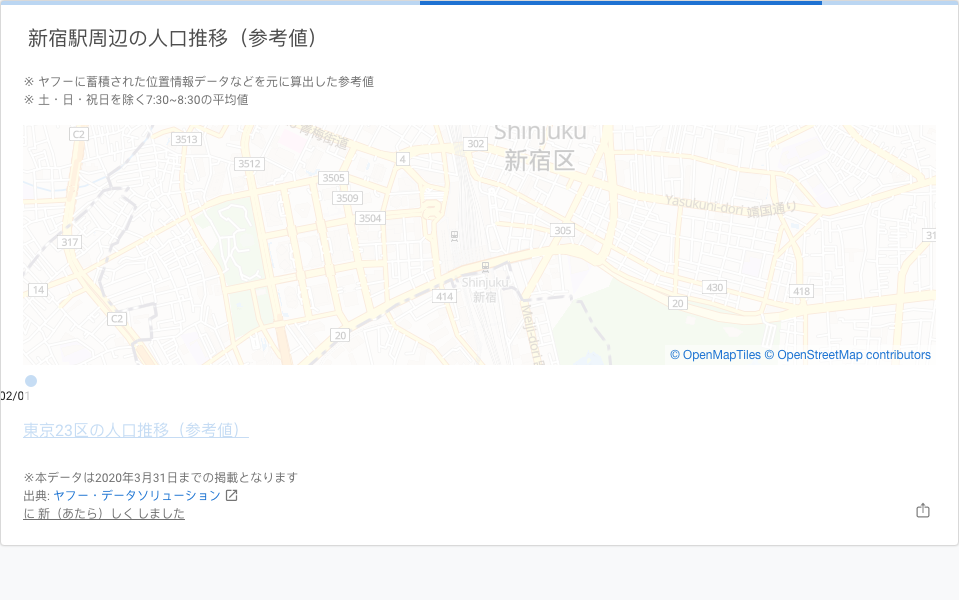 新宿駅周辺の人口推移（参考値）
※ ヤフーに蓄積された位置情報データなどを元に算出した参考値
※ 土・日・祝日を除く7:30~8:30の平均値
C2
3513
青梅街道
302
Shinjuku
新宿区
4
3512
3505
3509
3504
Yasukuni-dori 靖国通り
305
317
31
14
Shinjuku
新宿
414
430
418
20
C2
20
Meiji-dori
© OpenMapTiles © OpenStreetMap contributors
02/01
東京23区の人口推移（参考値）
※本データは2020年3月31日までの掲載となります
出典: ヤフー・データソリューション
に 新（あたら）しく しました